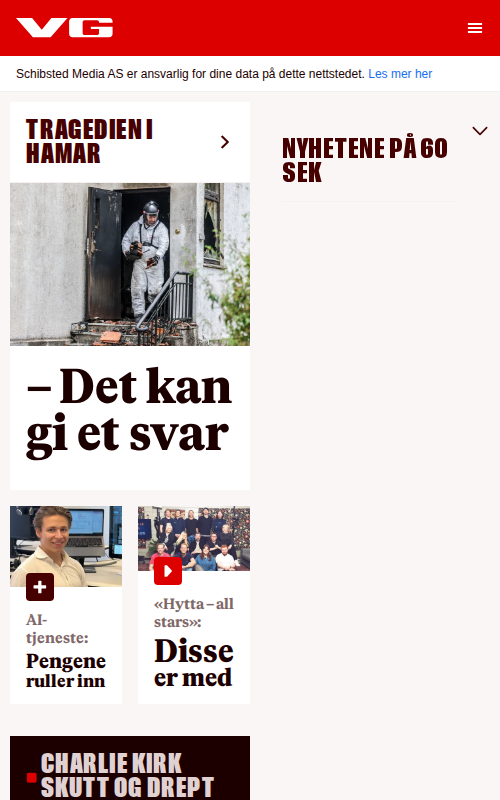 VG
Schibsted Media AS er ansvarlig for dine data på dette nettstedet. Les mer her
TRAGEDIEN I
HAMAR
– Det kan
gi et svar
AI-
tjeneste:
Pengene
ruller inn
«Hytta – all
stars»:
Disse
er med
CHARLIE KIRK
SKUTT OG DREPT
NYHETENE PÅ 60
SEK